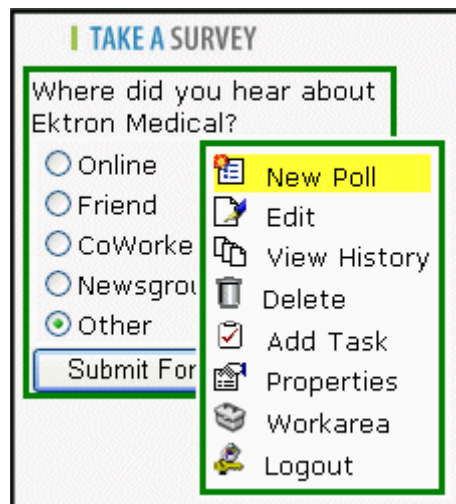 TAKE A SURVEY
Where did you hear about
Ektron Medical?
Online
Friend
CoWorke
Newsgrou
Other
Submit For
New Poll
Edit
View History
Delete
Add Task
Properties
Workarea
Logout